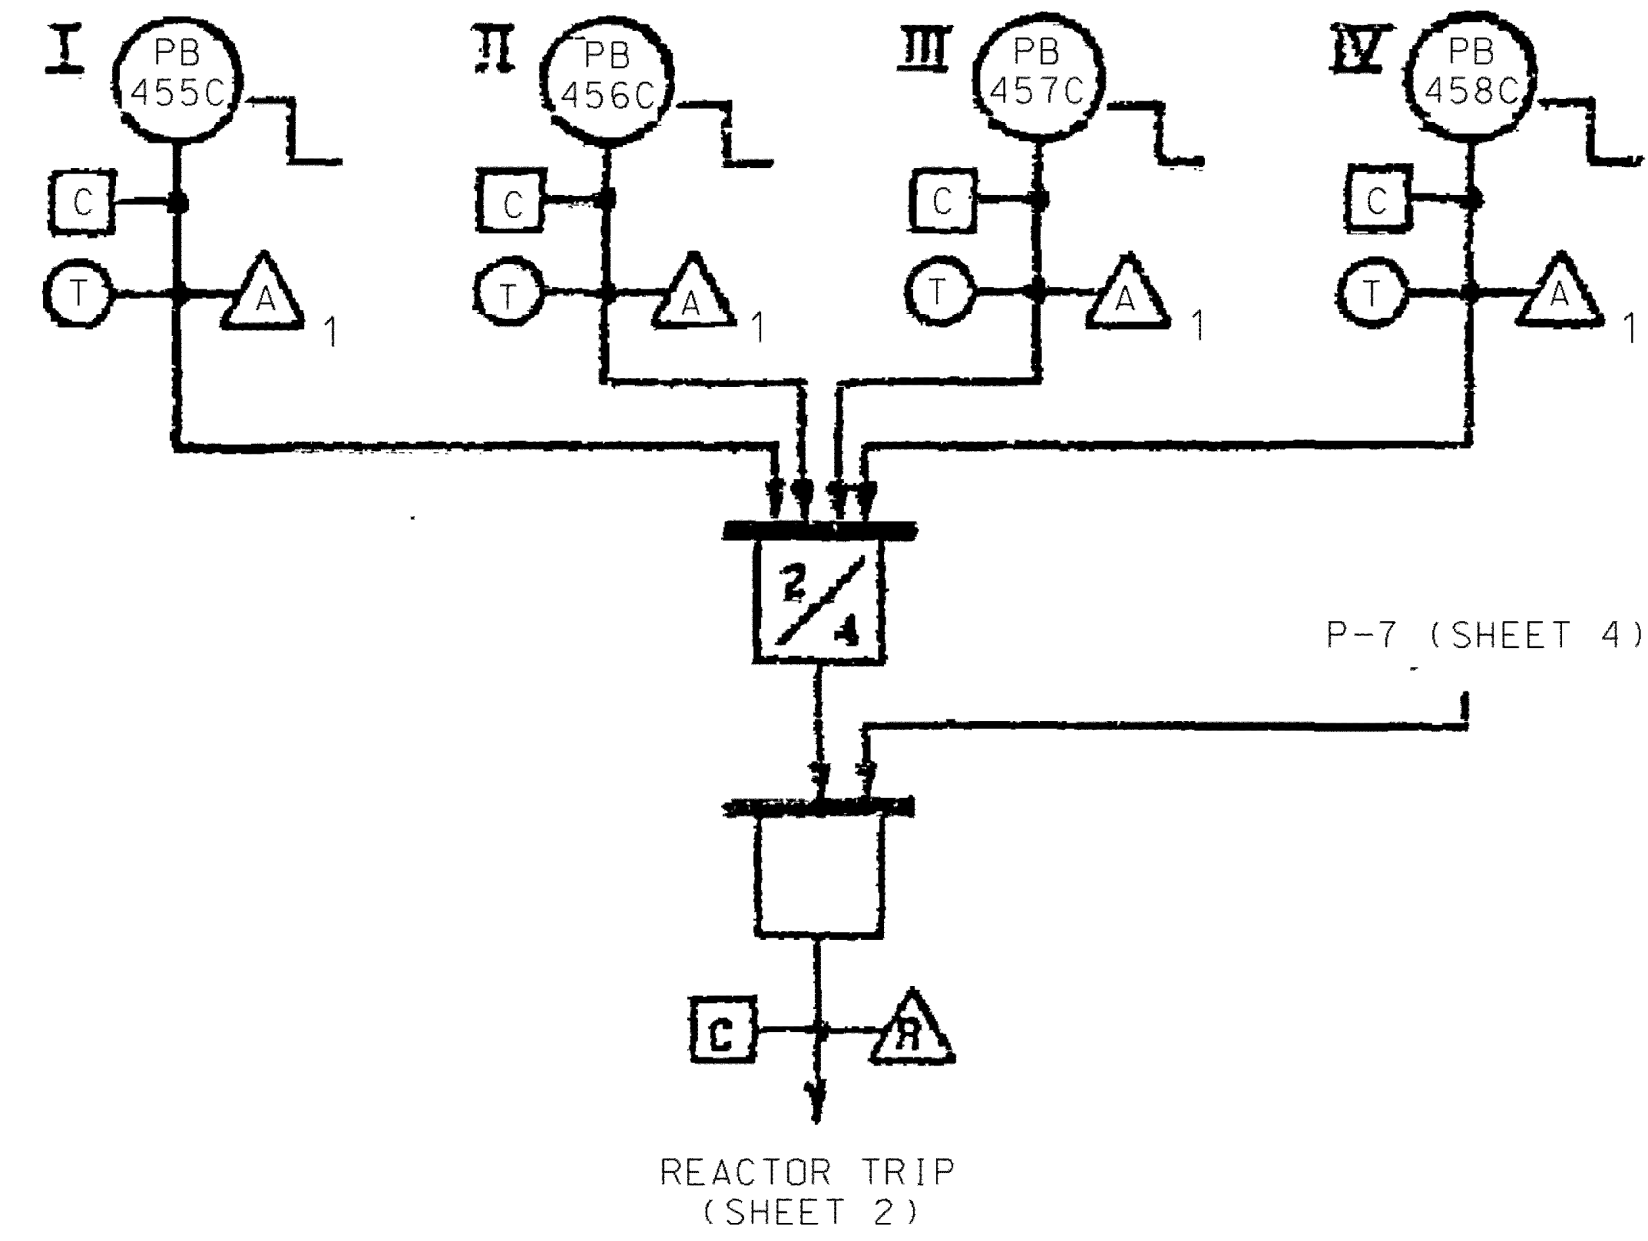 I
PB
455C
II
PB
456C
III
PB
457C
IV
PB
458C
C
C
C
C
T
A
1
T
A
1
T
A
1
T
A
1
2/4
P-7 (SHEET 4)
C
REACTOR TRIP
(SHEET 2)